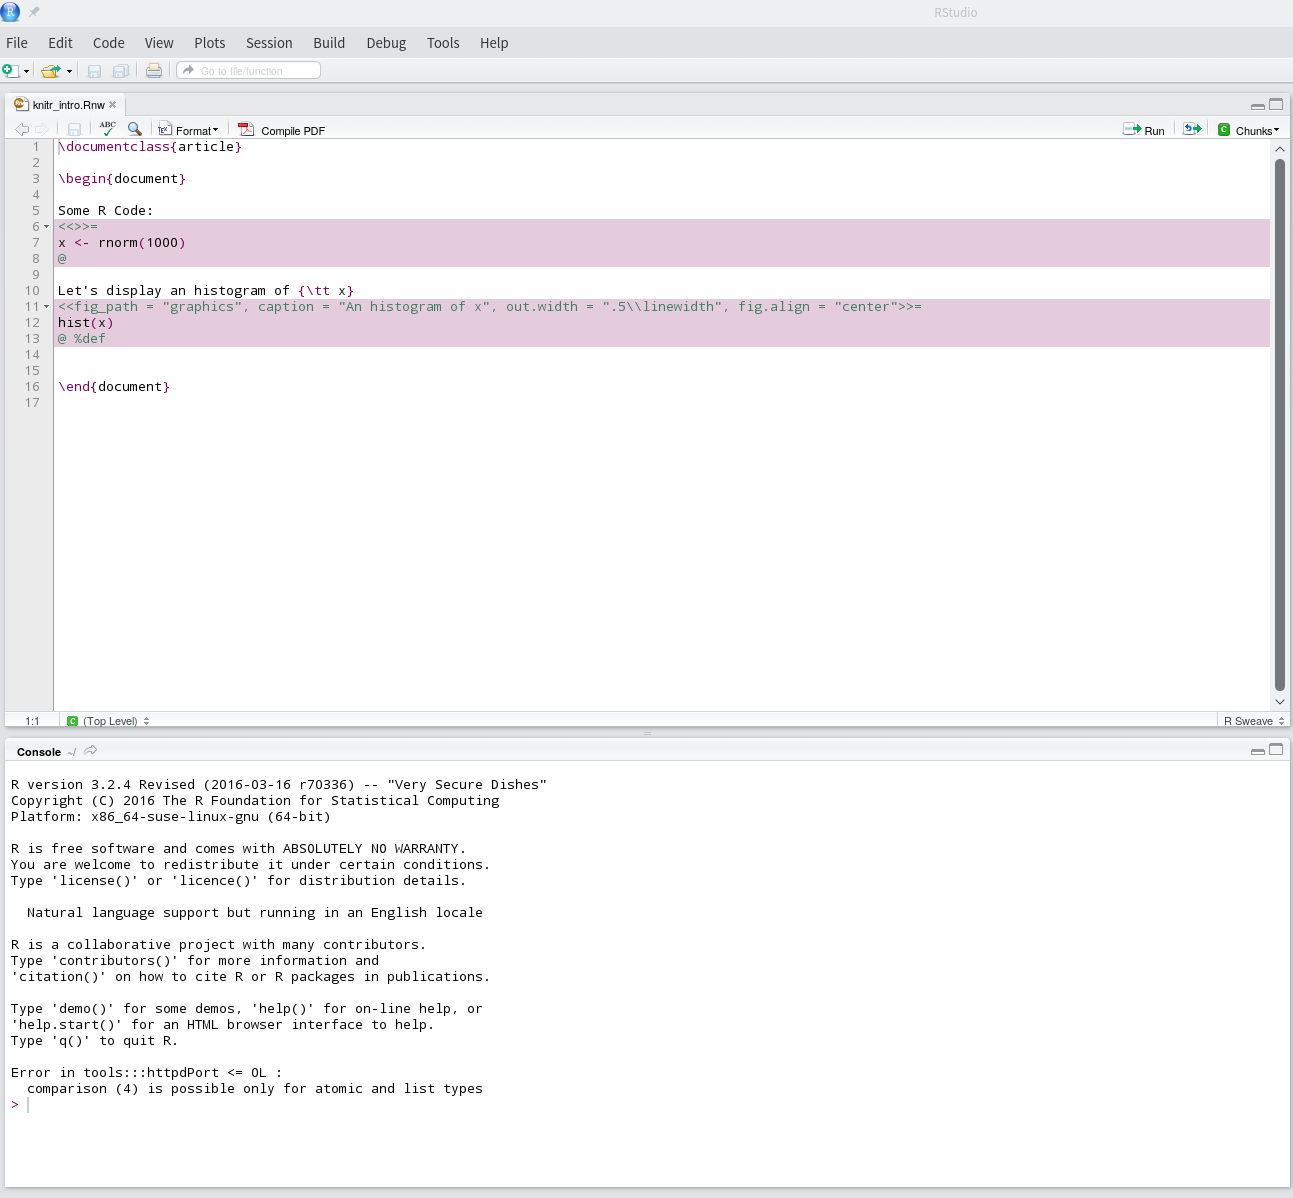 RStudio
File Edit Code View Plots Session Build Debug Tools Help
Go to file/function
knitr_intro.Rnw
ABC Format Compile PDF Run Chunks
1 \documentclass{article}
2
3 \begin{document}
4
5 Some R Code:
6 <<>>=
7 x <- rnorm(1000)
8 @
9
10 Let's display an histogram of {\tt x}
11 <<fig_path = "graphics", caption = "An histogram of x", out.width = ".5\\linewidth", fig.align = "center">>=
12 hist(x)
13 @ %def
14
15
16 \end{document}
17
1:1 C (Top Level) R Sweave
Console ~/
R version 3.2.4 Revised (2016-03-16 r70336) -- "Very Secure Dishes"
Copyright (C) 2016 The R Foundation for Statistical Computing
Platform: x86_64-suse-linux-gnu (64-bit)
R is free software and comes with ABSOLUTELY NO WARRANTY.
You are welcome to redistribute it under certain conditions.
Type 'license()' or 'licence()' for distribution details.
Natural language support but running in an English locale
R is a collaborative project with many contributors.
Type 'contributors()' for more information and
'citation()' on how to cite R or R packages in publications.
Type 'demo()' for some demos, 'help()' for on-line help, or
'help.start()' for an HTML browser interface to help.
Type 'q()' to quit R.
Error in tools:::httpdPort <= 0L :
comparison (4) is possible only for atomic and list types
>